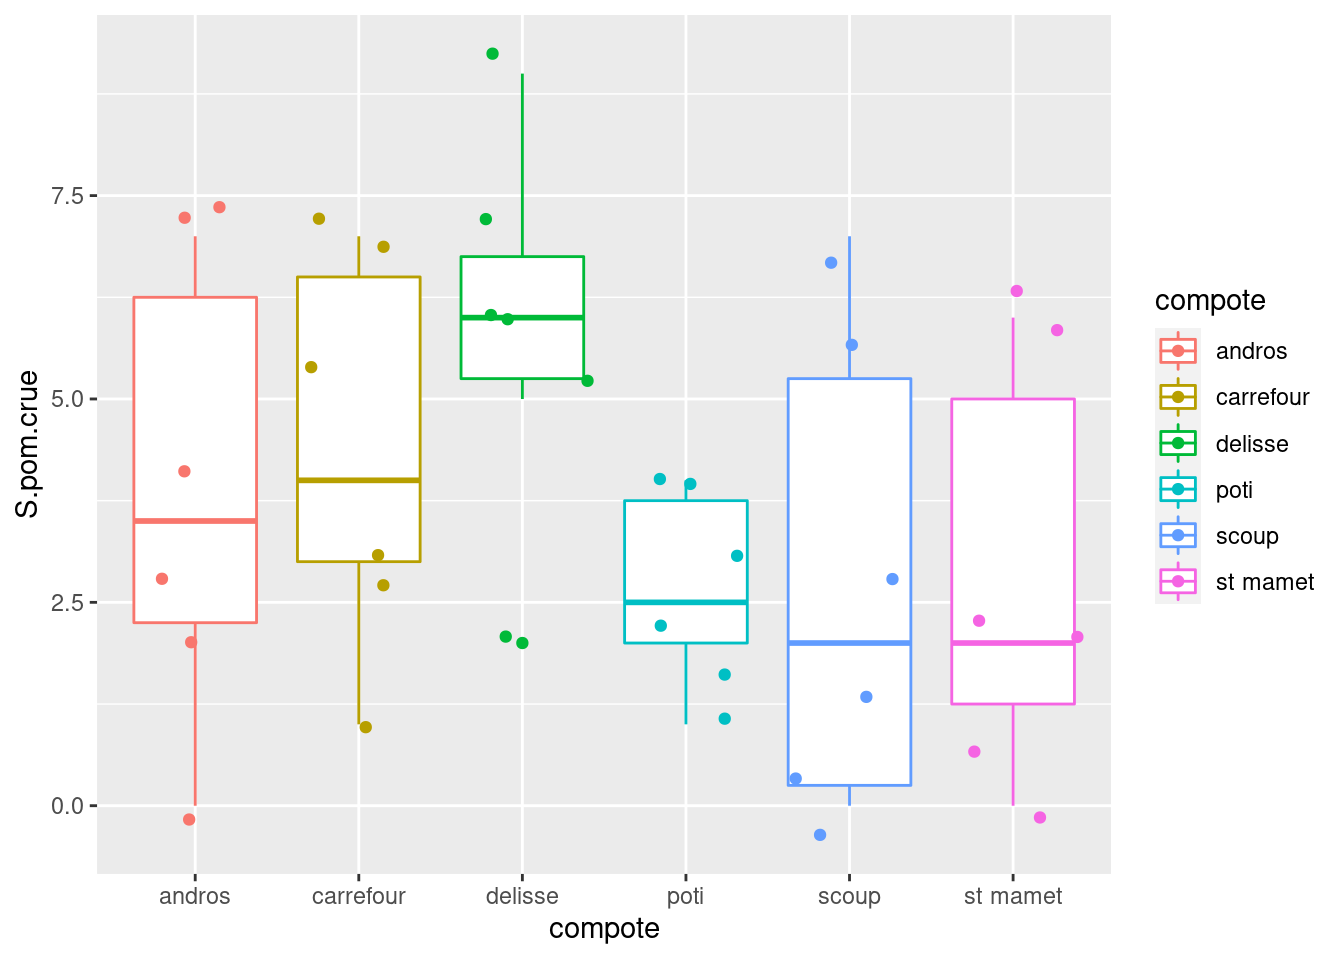 S.pom.crue
7.5
5.0
2.5
0.0
andros
carrefour
delisse
poti
scoup
st mamet
compote
compote
andros
carrefour
delisse
poti
scoup
st mamet